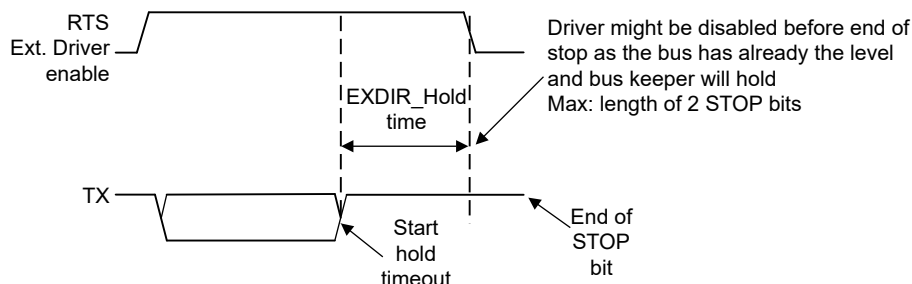 RTS
Ext. Driver
enable
Driver might be disabled before end of
stop as the bus has already the level
and bus keeper will hold
Max: length of 2 STOP bits
EXDIR_Hold
time
TX
Start
hold
timeout
End of
STOP
bit